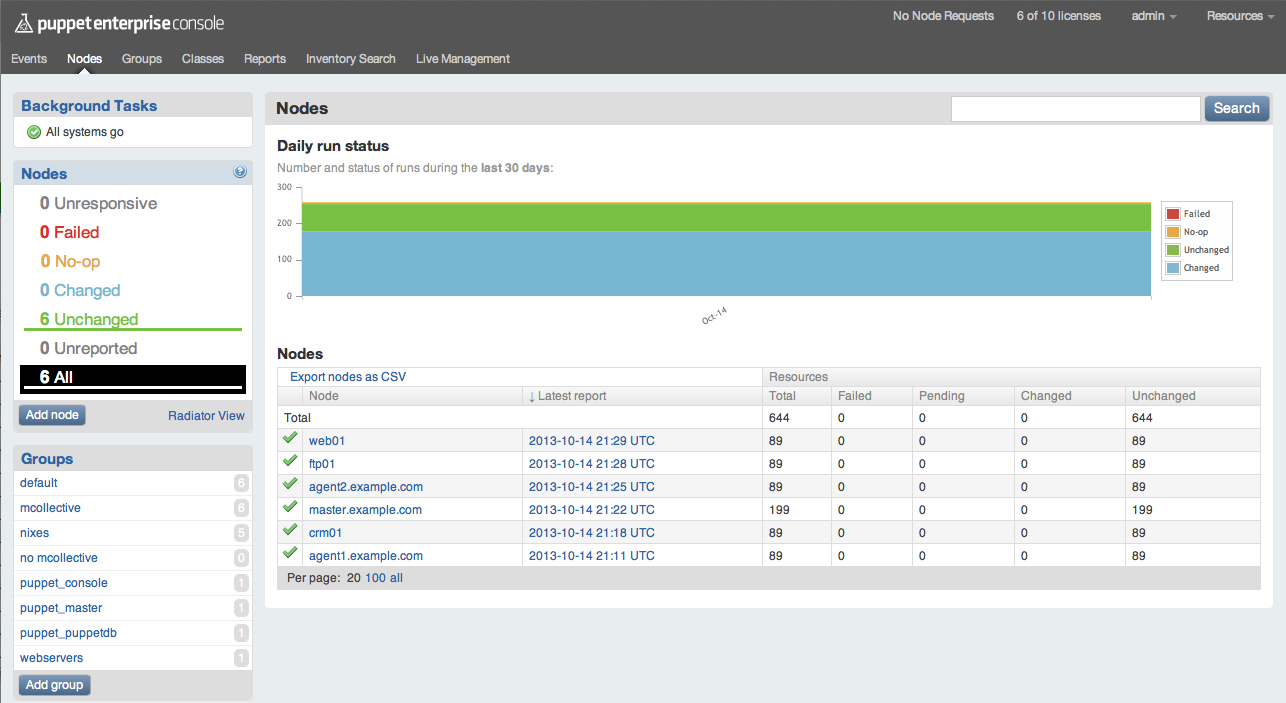 puppet enterprise console
No Node Requests 6 of 10 licenses admin Resources
Events Nodes Groups Classes Reports Inventory Search Live Management
Background Tasks
All systems go
Nodes
0 Unresponsive
0 Failed
0 No-op
0 Changed
6 Unchanged
0 Unreported
6 All
Add node Radiator View
Groups
default 6
mcollective 6
nixes 5
no mcollective 0
puppet_console 1
puppet_master 1
puppet_puppetdb 1
webservers 1
Add group
Nodes
Search
Daily run status
Number and status of runs during the last 30 days:
300
200
100
0
Oct-14
Failed
No-op
Unchanged
Changed
Nodes
Export nodes as CSV Resources
Node ↓ Latest report Total Failed Pending Changed Unchanged
Total 644 0 0 0 644
web01 2013-10-14 21:29 UTC 89 0 0 0 89
ftp01 2013-10-14 21:28 UTC 89 0 0 0 89
agent2.example.com 2013-10-14 21:25 UTC 89 0 0 0 89
master.example.com 2013-10-14 21:22 UTC 199 0 0 0 199
crm01 2013-10-14 21:18 UTC 89 0 0 0 89
agent1.example.com 2013-10-14 21:11 UTC 89 0 0 0 89
Per page: 20 100 all